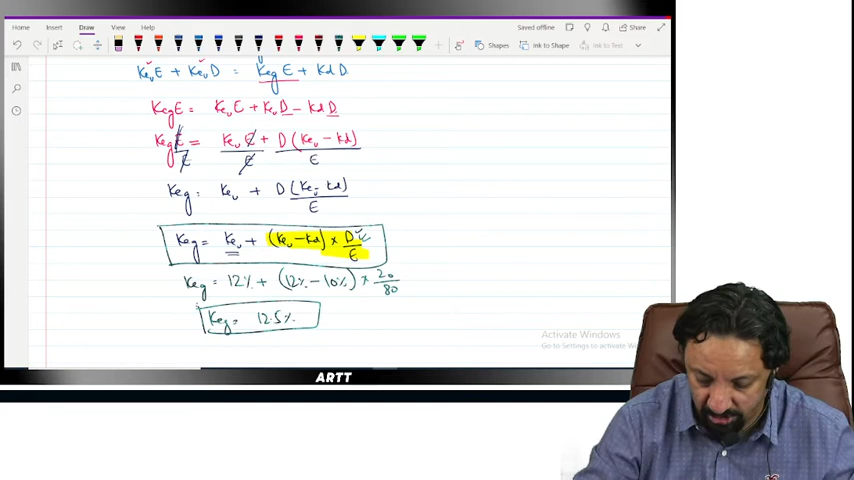 Home Insert Draw View Help Saved offline Share
Shapes Ink to Shape Ink to Text
Keᵤ E + Keᵤ D = Keg E + Kd D
Keg E = Keᵤ E + Keᵤ D - Kd D
Keg E / E = Keᵤ E / E + D (Keᵤ - Kd) / E
Keg = Keᵤ + D (Keᵤ - Kd) / E
Keg = Keᵤ + (Keᵤ - Kd) × D / E
Keg = 12% + (12% - 10%) × 20 / 80
Keg = 12.5%
Activate Windows
Go to Settings to activate Win
ARTT